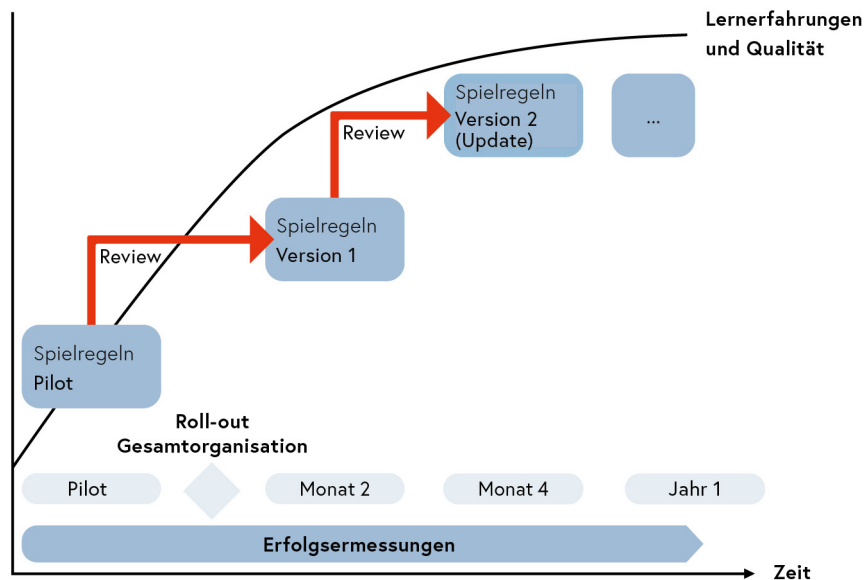 Lernerfahrungen
und Qualität
Spielregeln
Version 2
(Update)
...
Review
Spielregeln
Version 1
Review
Spielregeln
Pilot
Roll-out
Gesamtorganisation
Pilot
Monat 2
Monat 4
Jahr 1
Erfolgsermessungen
Zeit